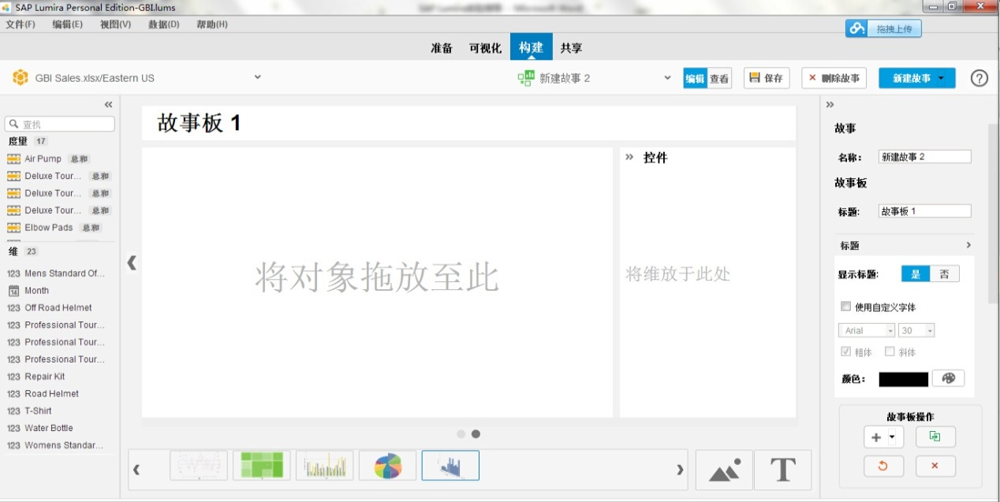 SAP Lumira Personal Edition-GBI.lums
文件(F) 编辑(E) 视图(V) 数据(D) 帮助(H)
拖拽上传
准备 可视化 构建 共享
GBI Sales.xlsx/Eastern US
新建故事 2
编辑 查看 保存 删除故事 新建故事 ?
查找
度量 17
Air Pump 总和
Deluxe Tour... 总和
Deluxe Tour... 总和
Deluxe Tour... 总和
Elbow Pads 总和
维 23
123 Mens Standard Of...
14 Month
123 Off Road Helmet
123 Professional Tour...
123 Professional Tour...
123 Professional Tour...
123 Repair Kit
123 Road Helmet
123 T-Shirt
123 Water Bottle
123 Womens Standar...
故事板 1
将对象拖放至此
控件
将维放于此处
T
故事
名称: 新建故事 2
故事板
标题: 故事板 1
标题
显示标题: 是 否
使用自定义字体
Arial 30
粗体 斜体
颜色:
故事板操作